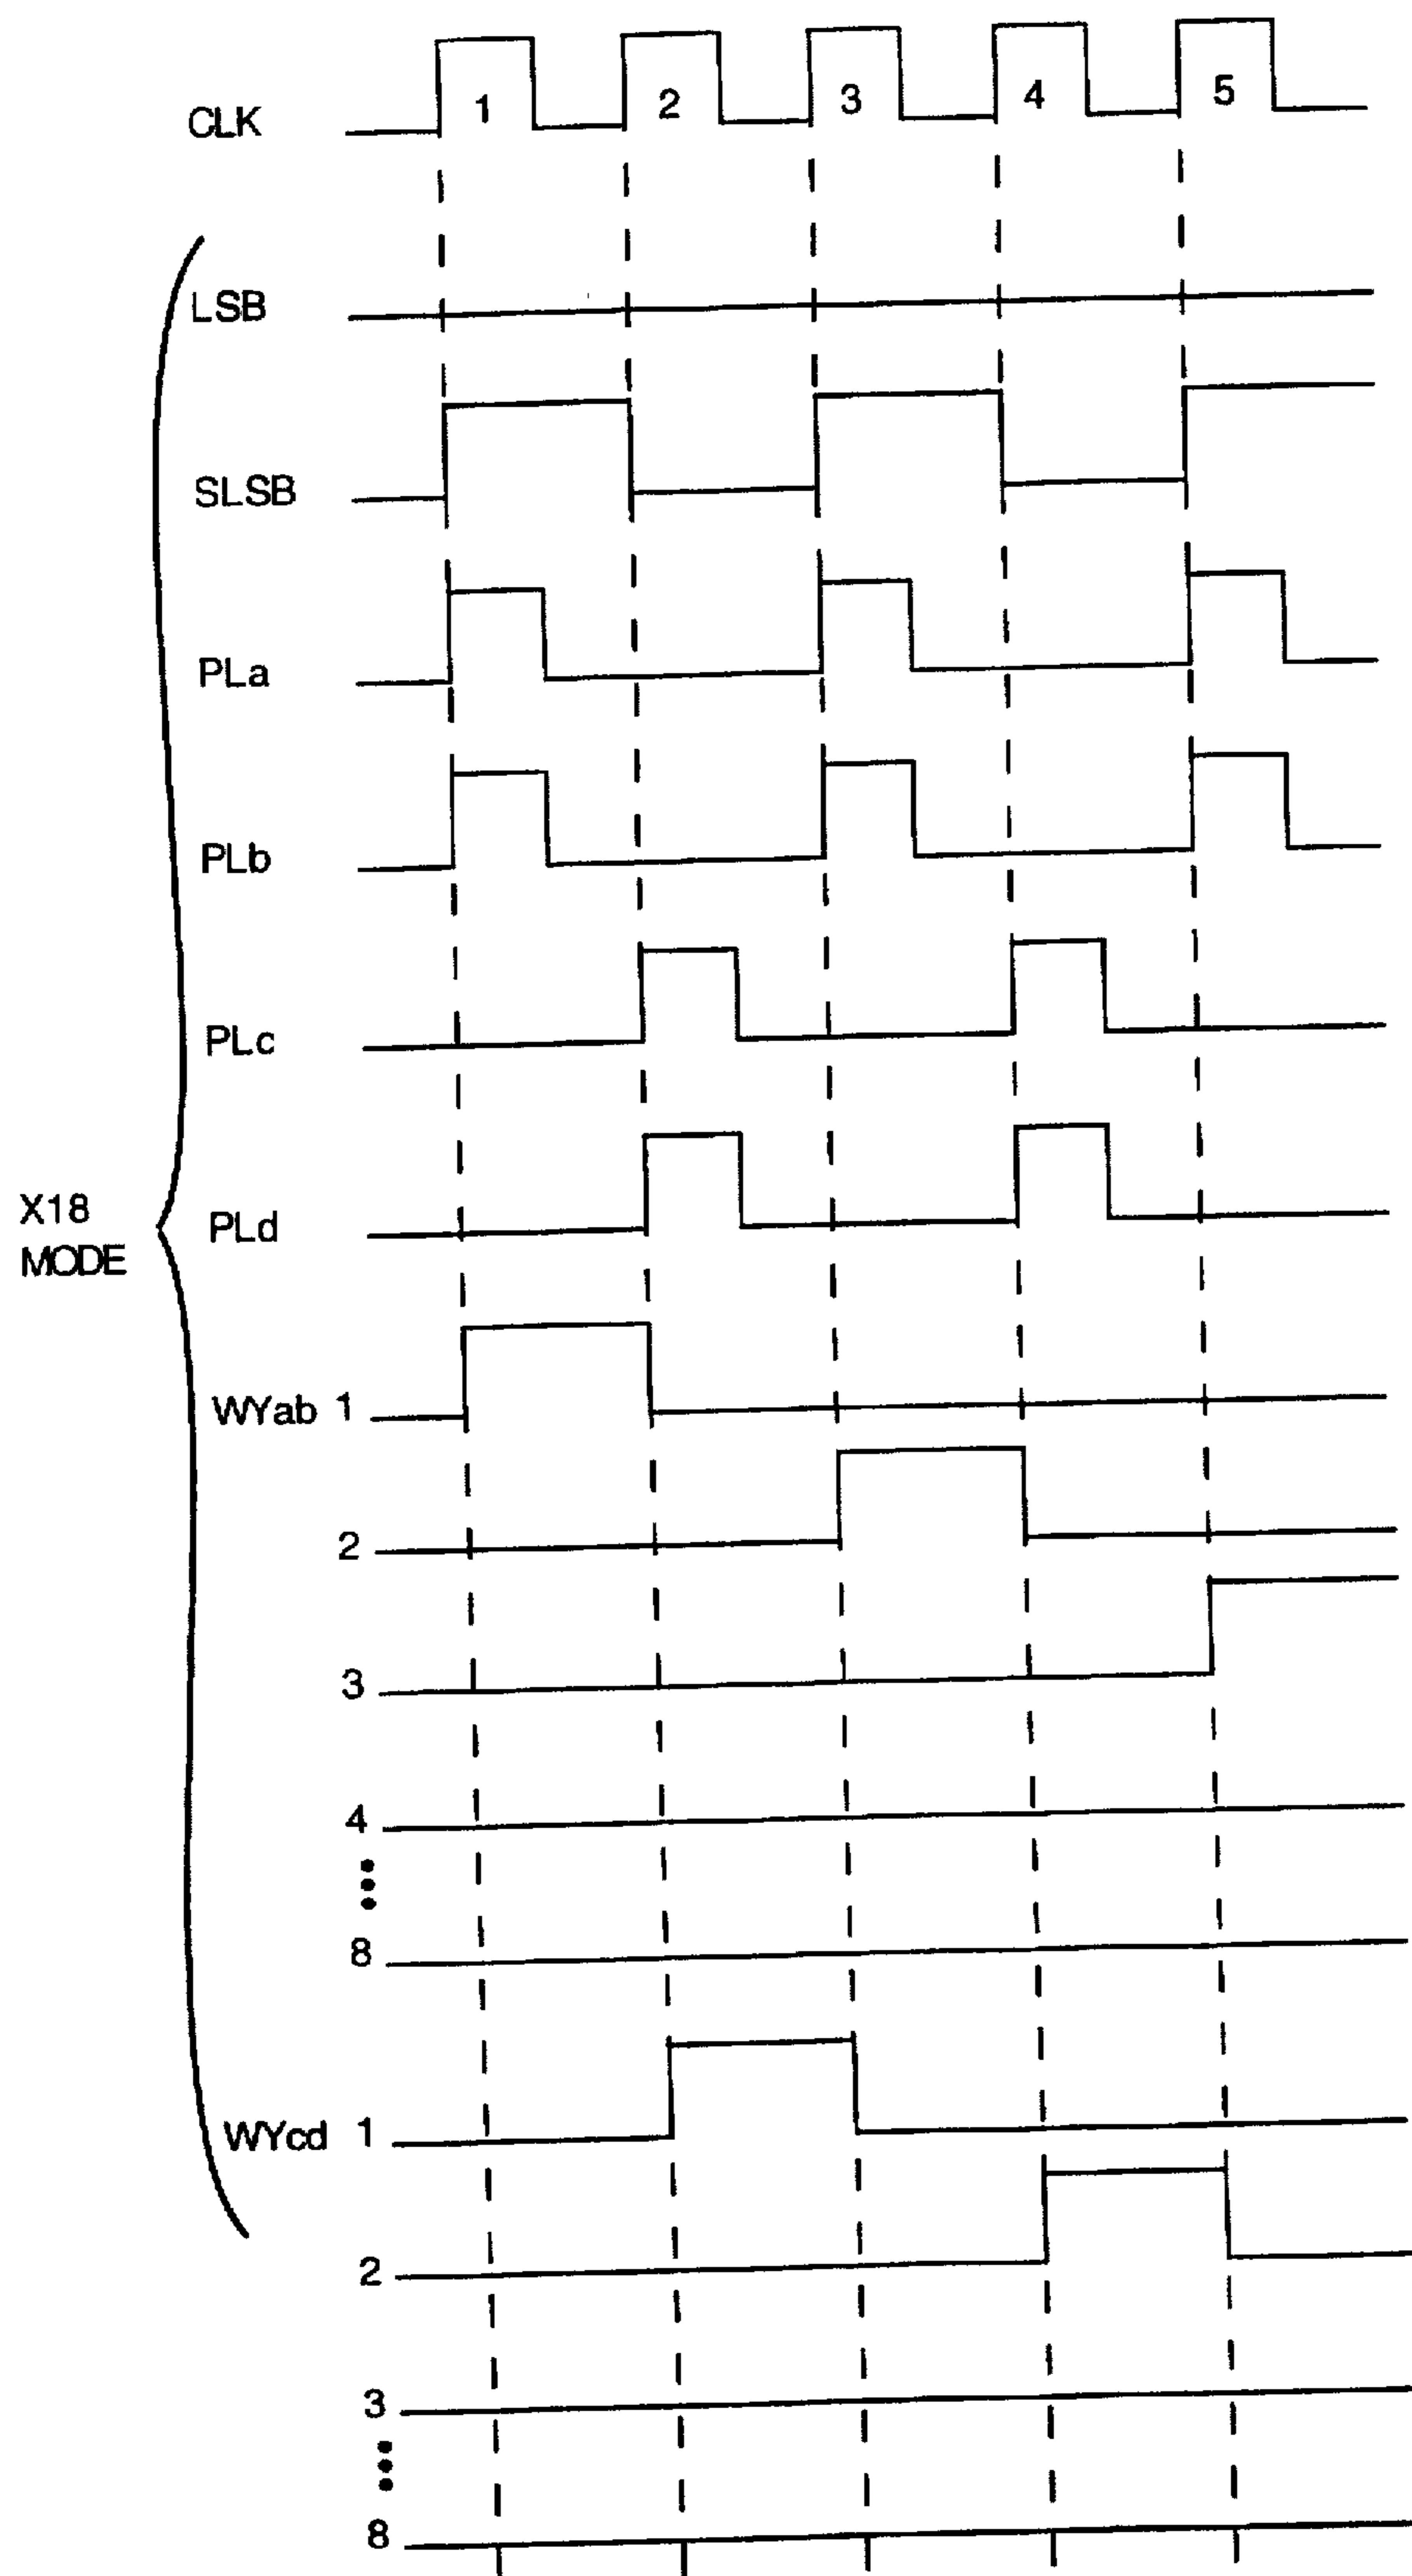 CLK 1 2 3 4 5
LSB
SLSB
PLa
PLb
PLc
PLd
X18
MODE
WYab 1
2
3
4
8
WYcd 1
2
3
8